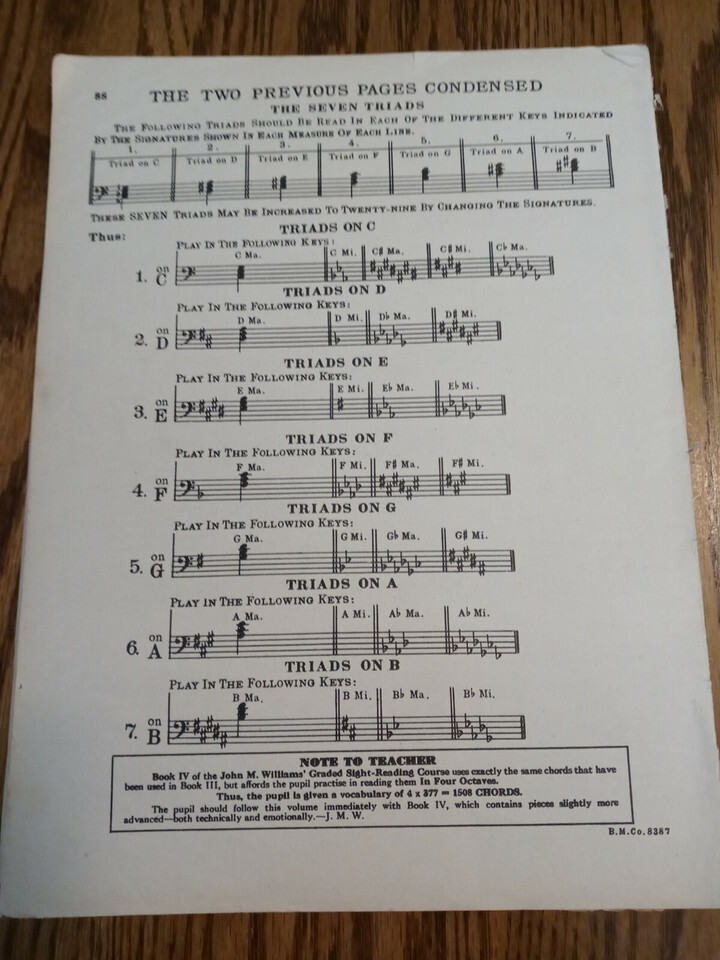 88 THE TWO PREVIOUS PAGES CONDENSED
THE SEVEN TRIADS
THE FOLLOWING TRIADS SHOULD BE READ IN EACH OF THE DIFFERENT KEYS INDICATED
BY THE SIGNATURES SHOWN IN EACH MEASURE OF EACH LINE.
1. 2. 3. 4. 5. 6. 7.
Triad on C Triad on D Triad on E Triad on F Triad on G Triad on A Triad on B
THESE SEVEN TRIADS MAY BE INCREASED TO TWENTY-NINE BY CHANGING THE SIGNATURES.
Thus: TRIADS ON C
PLAY IN THE FOLLOWING KEYS:
C Ma. C Mi. C♯ Ma. C♯ Mi. C♭ Ma.
1. on C
TRIADS ON D
PLAY IN THE FOLLOWING KEYS:
D Ma. D Mi. D♭ Ma. D♯ Mi.
2. on D
TRIADS ON E
PLAY IN THE FOLLOWING KEYS:
E Ma. E Mi. E♭ Ma. E♭ Mi.
3. on E
TRIADS ON F
PLAY IN THE FOLLOWING KEYS:
F Ma. F Mi. F♯ Ma. F♯ Mi.
4. on F
TRIADS ON G
PLAY IN THE FOLLOWING KEYS:
G Ma. G Mi. G♭ Ma. G♯ Mi.
5. on G
TRIADS ON A
PLAY IN THE FOLLOWING KEYS:
A Ma. A Mi. A♭ Ma. A♭ Mi.
6. on A
TRIADS ON B
PLAY IN THE FOLLOWING KEYS:
B Ma. B Mi. B♭ Ma. B♭ Mi.
7. on B
NOTE TO TEACHER
Book IV of the John M. Williams' Graded Sight-Reading Course uses exactly the same chords that have
been used in Book III, but affords the pupil practise in reading them In Four Octaves.
Thus, the pupil is given a vocabulary of 4 x 377 = 1508 CHORDS.
The pupil should follow this volume immediately with Book IV, which contains pieces slightly more
advanced—both technically and emotionally.—J. M. W.
B.M.Co.8387